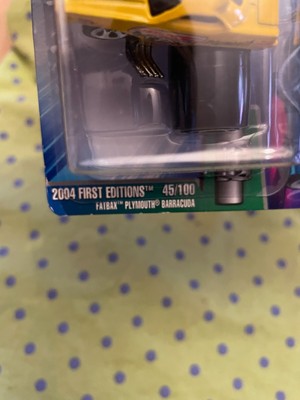 2004 FIRST EDITIONS™ 45/100
FATBAX™ PLYMOUTH® BARRACUDA